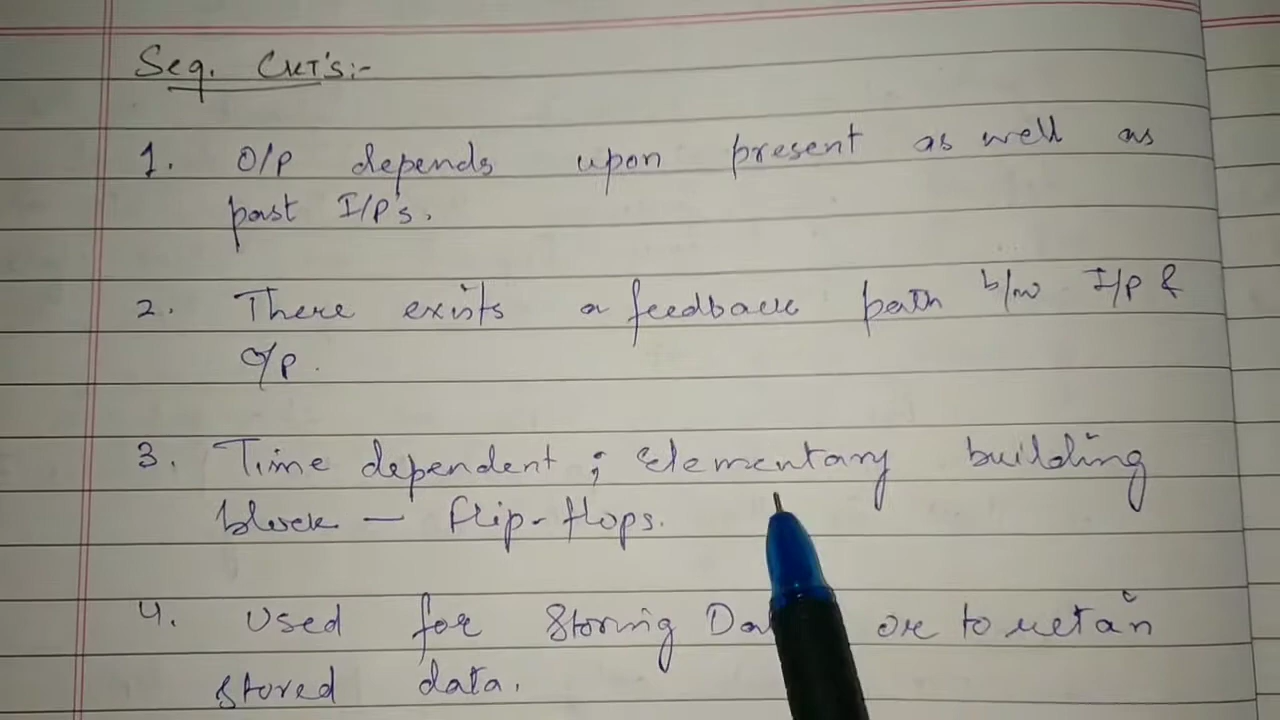 Seq. CKT's:-
1. O/P depends upon present as well as
past I/P's.
2. There exists a feedback path b/w I/P &
O/P.
3. Time dependent ; Elementary building
block — flip-flops.
4. Used for Storing or to retain
stored data.